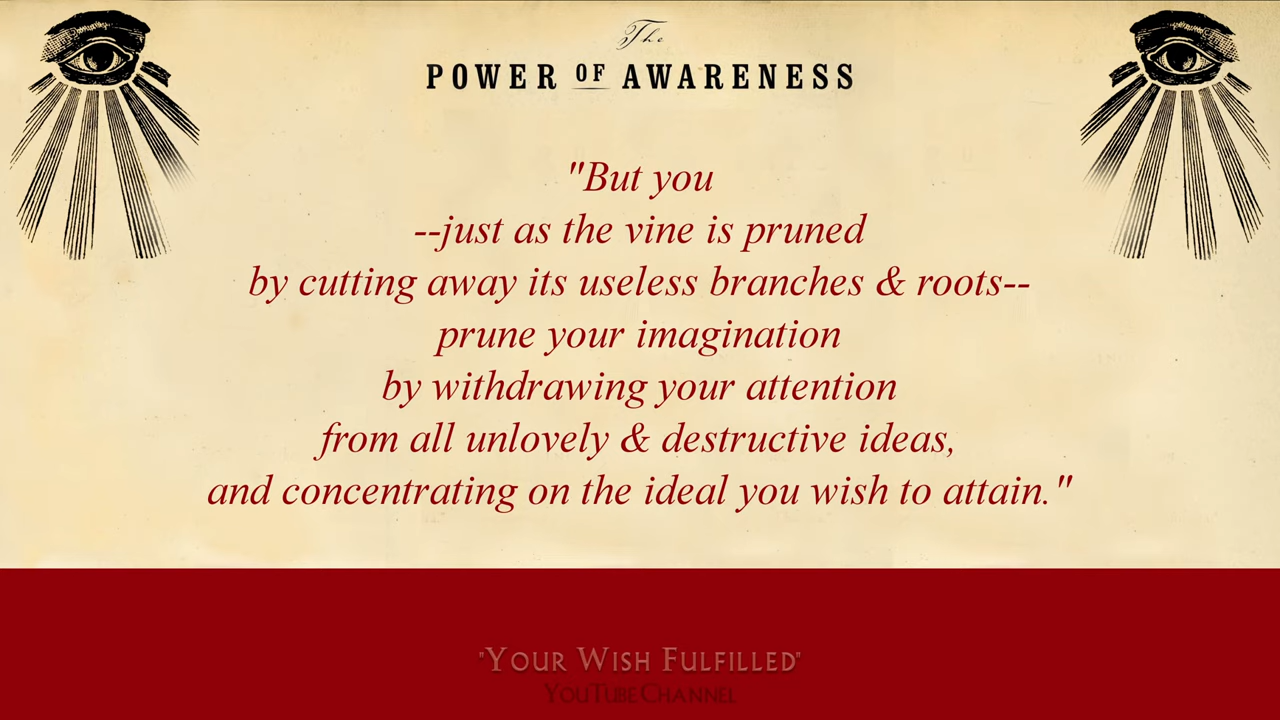 The
POWER OF AWARENESS
"But you
--just as the vine is pruned
by cutting away its useless branches & roots--
prune your imagination
by withdrawing your attention
from all unlovely & destructive ideas,
and concentrating on the ideal you wish to attain."
"YOUR WISH FULFILLED"
YOUTUBE CHANNEL